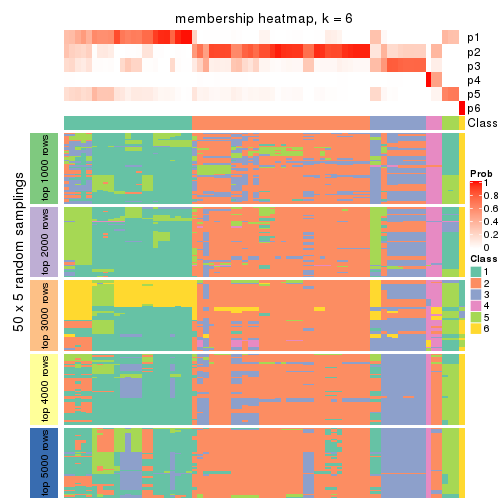 membership heatmap, k = 6
p1
p2
p3
p4
p5
p6
Class
50 x 5 random samplings
top 1000 rows
top 2000 rows
top 3000 rows
top 4000 rows
top 5000 rows
Prob
1
0.8
0.6
0.4
0.2
0
Class
1
2
3
4
5
6